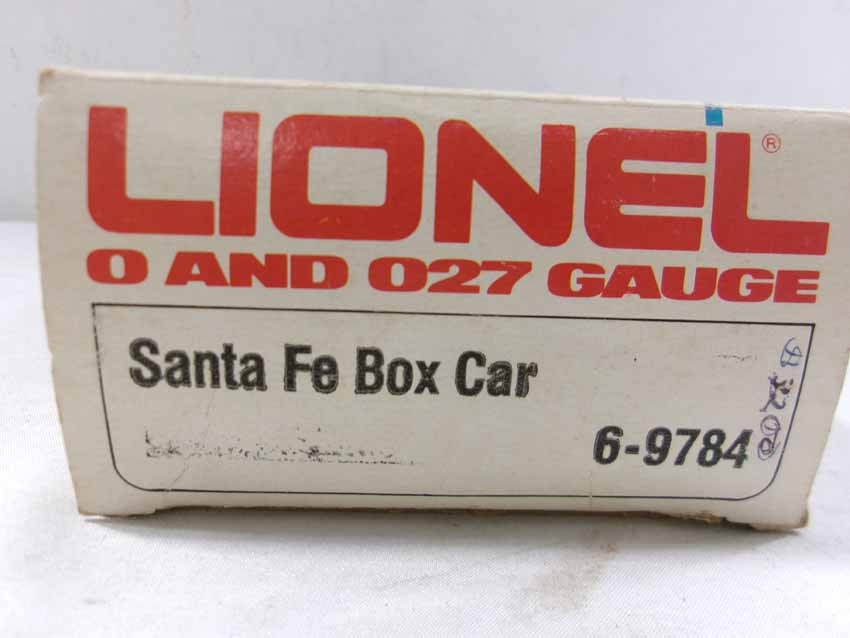 LIONEL®
O AND O27 GAUGE
Santa Fe Box Car
6-9784